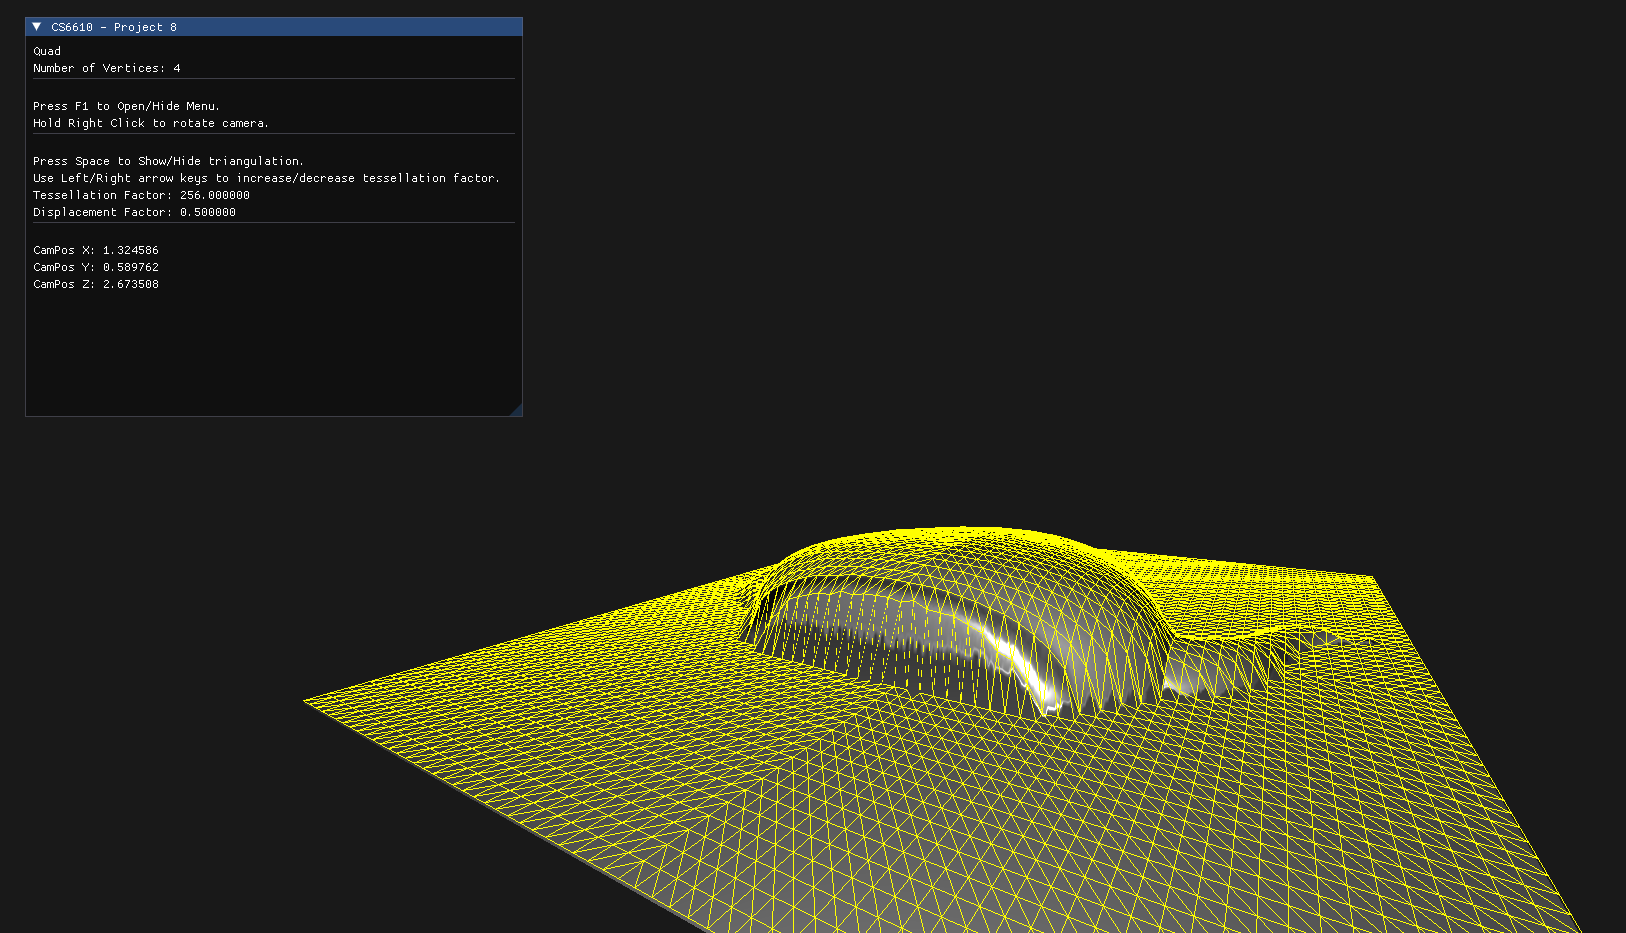 CS6610 - Project 8
Quad
Number of Vertices: 4
Press F1 to Open/Hide Menu.
Hold Right Click to rotate camera.
Press Space to Show/Hide triangulation.
Use Left/Right arrow keys to increase/decrease tessellation factor.
Tessellation Factor: 256.000000
Displacement Factor: 0.500000
CamPos X: 1.324586
CamPos Y: 0.589762
CamPos Z: 2.673508